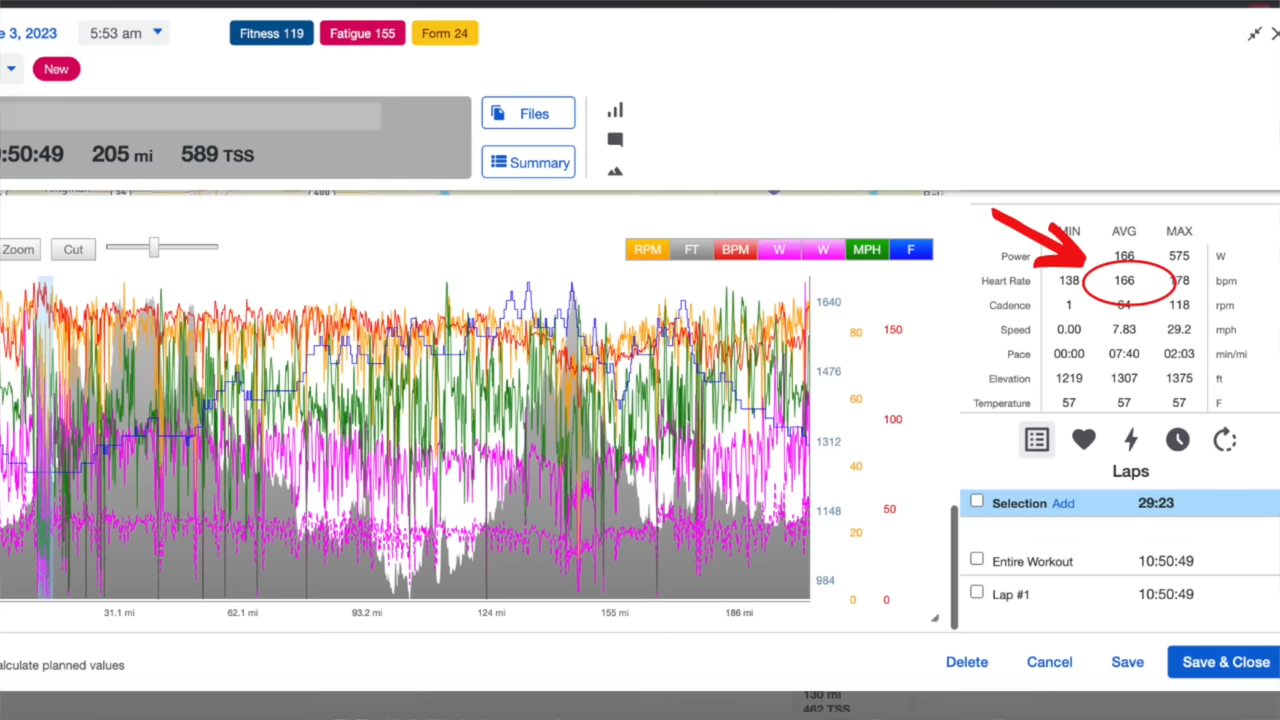 e 3, 2023 5:53 am Fitness 119 Fatigue 155 Form 24
New
Files
:50:49 205 mi 589 TSS
Summary
Zoom Cut
RPM FT BPM W W MPH F
MIN AVG MAX
Power 166 575 W
Heart Rate 138 166 178 bpm
Cadence 1 64 118 rpm
Speed 0.00 7.83 29.2 mph
Pace 00:00 07:40 02:03 min/mi
Elevation 1219 1307 1375 ft
Temperature 57 57 57 F
1640
80 150
1476
60
100
1312
40
50
1148
20
984
0 0
31.1 mi 62.1 mi 93.2 mi 124 mi 155 mi 186 mi
Laps
Selection Add 29:23
Entire Workout 10:50:49
Lap #1 10:50:49
alculate planned values
Delete Cancel Save Save & Close
130 mi
462 TSS